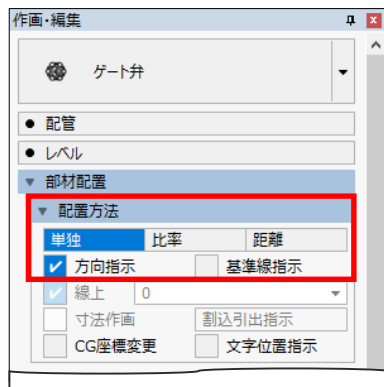 作画・編集
ゲート弁
配管
レベル
部材配置
配置方法
単独 比率 距離
方向指示 基準線指示
線上 0
寸法作画 割込引出指示
CG座標変更 文字位置指示